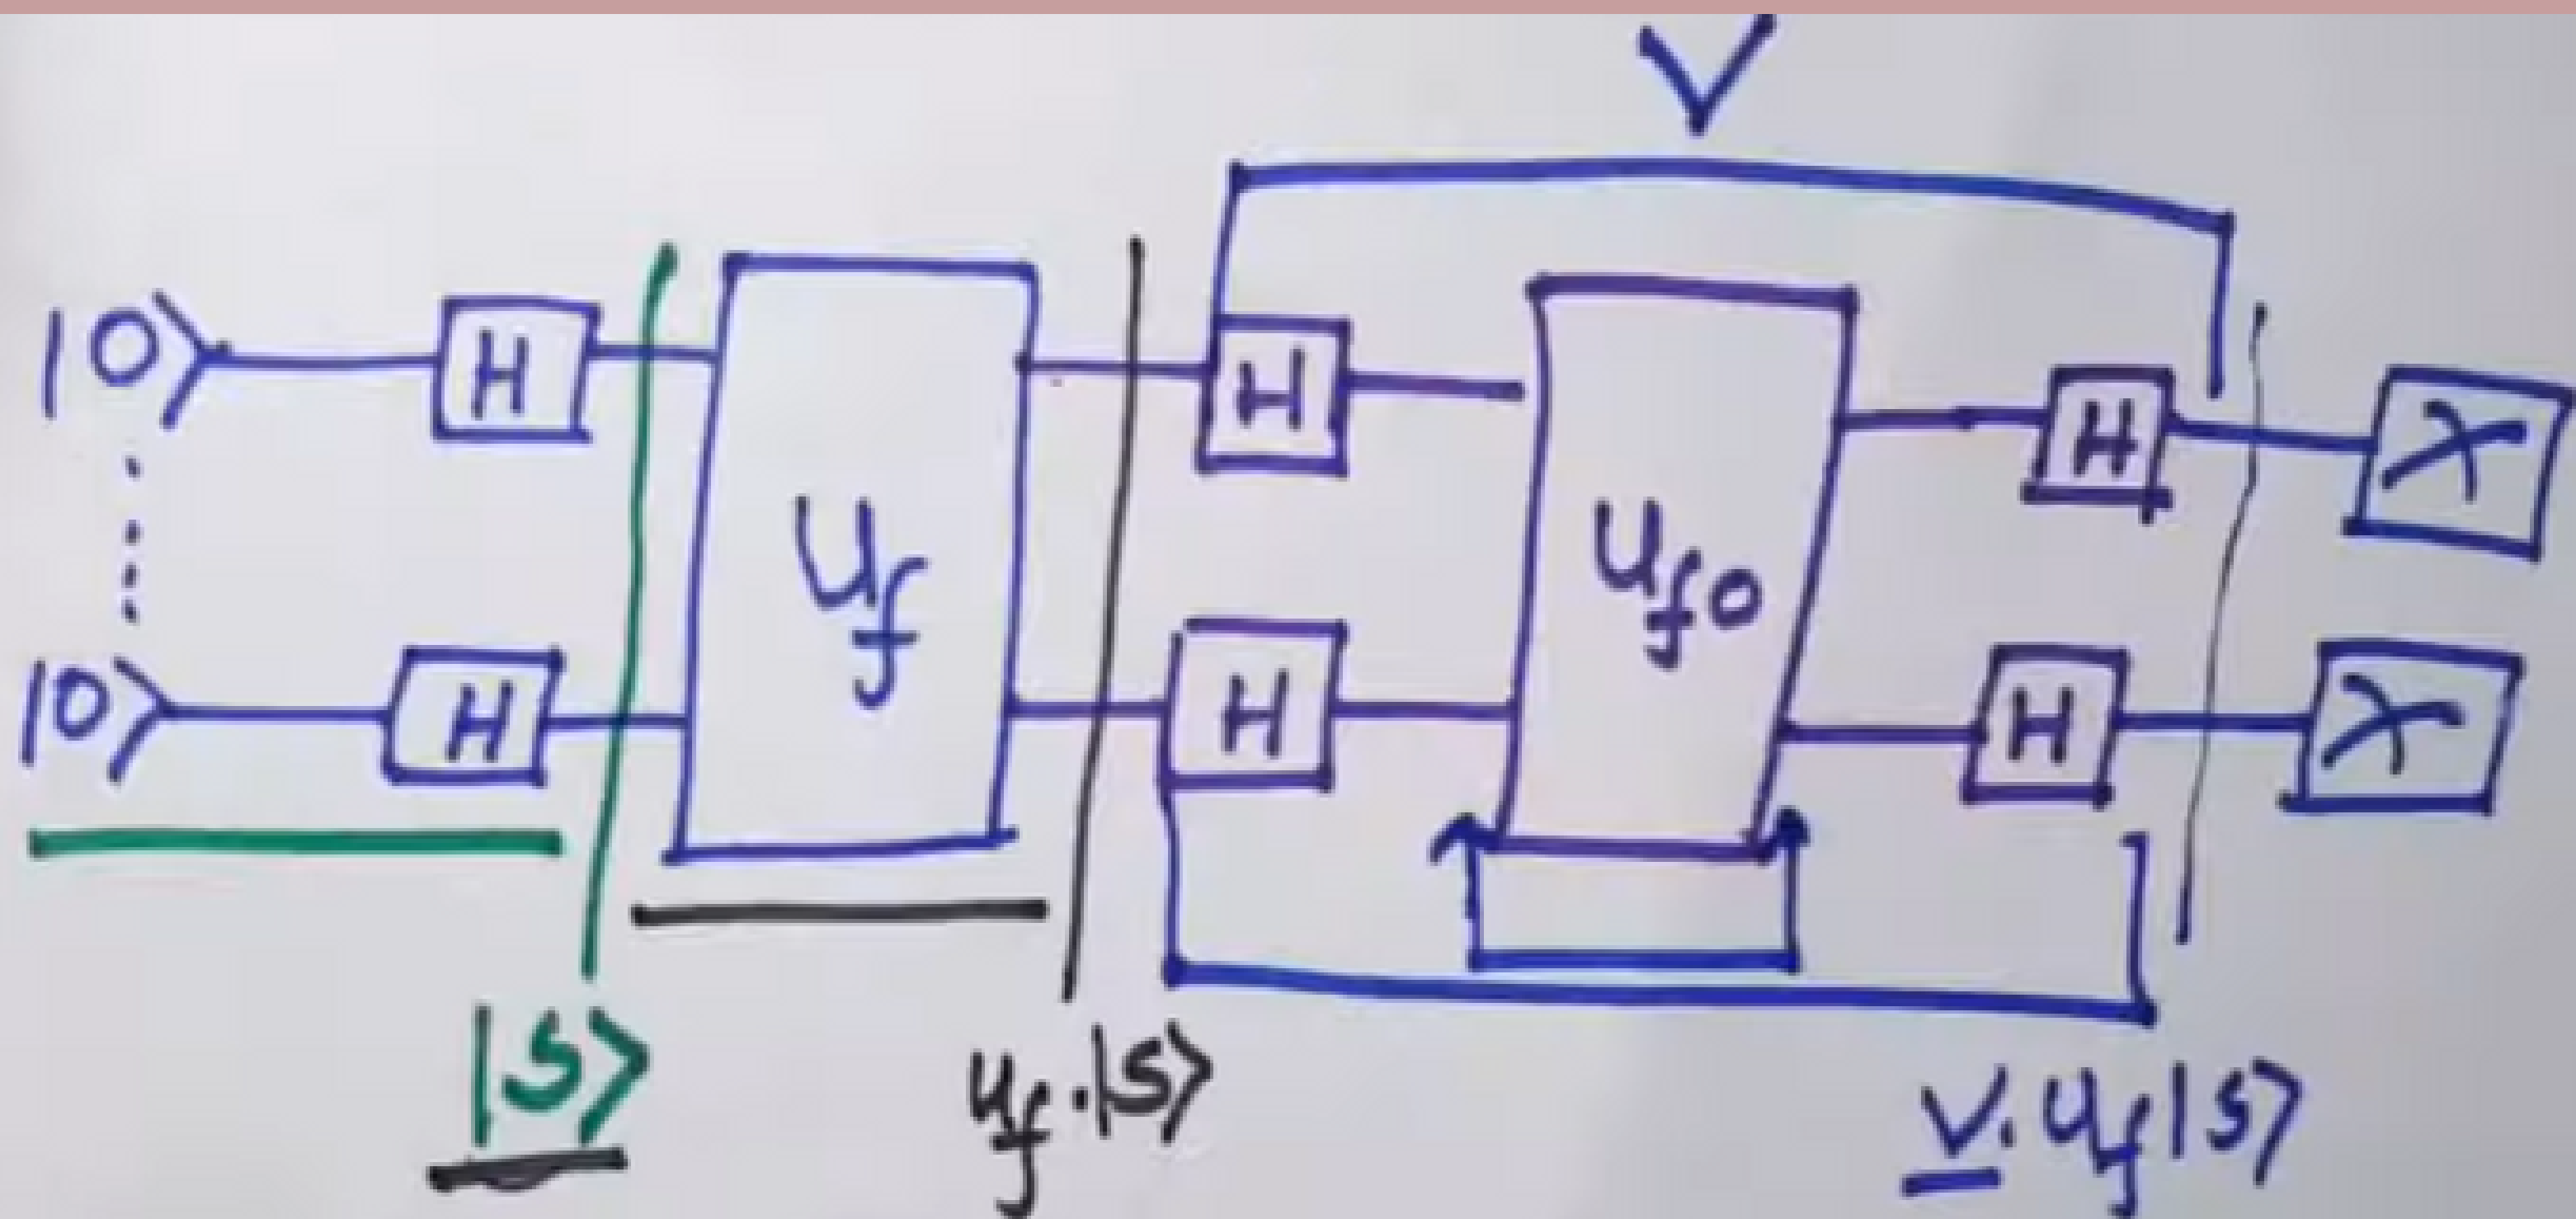 V
|0⟩ H H H
U_f U_f0
|0⟩ H H H
|S⟩ U_f.|S⟩ V.U_f|S⟩